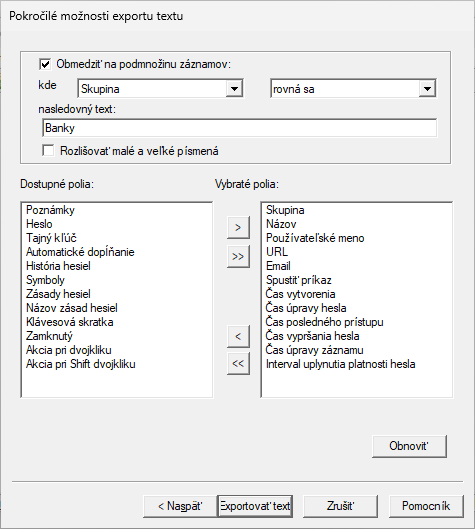 Pokročilé možnosti exportu textu
Obmedziť na podmnožinu záznamov:
kde Skupina rovná sa
nasledovný text:
Banky
Rozlišovať malé a veľké písmená
Dostupné polia: Vybraté polia:
Poznámky
Heslo
Tajný kľúč
Automatické dopĺňanie
História hesiel
Symboly
Zásady hesiel
Názov zásad hesiel
Klávesová skratka
Zamknutý
Akcia pri dvojkliku
Akcia pri Shift dvojkliku
>
>>
<
<<
Skupina
Názov
Používateľské meno
URL
Email
Spustiť príkaz
Čas vytvorenia
Čas úpravy hesla
Čas posledného prístupu
Čas vypršania hesla
Čas úpravy záznamu
Interval uplynutia platnosti hesla
Obnoviť
< Naspäť Exportovať text Zrušiť Pomocník